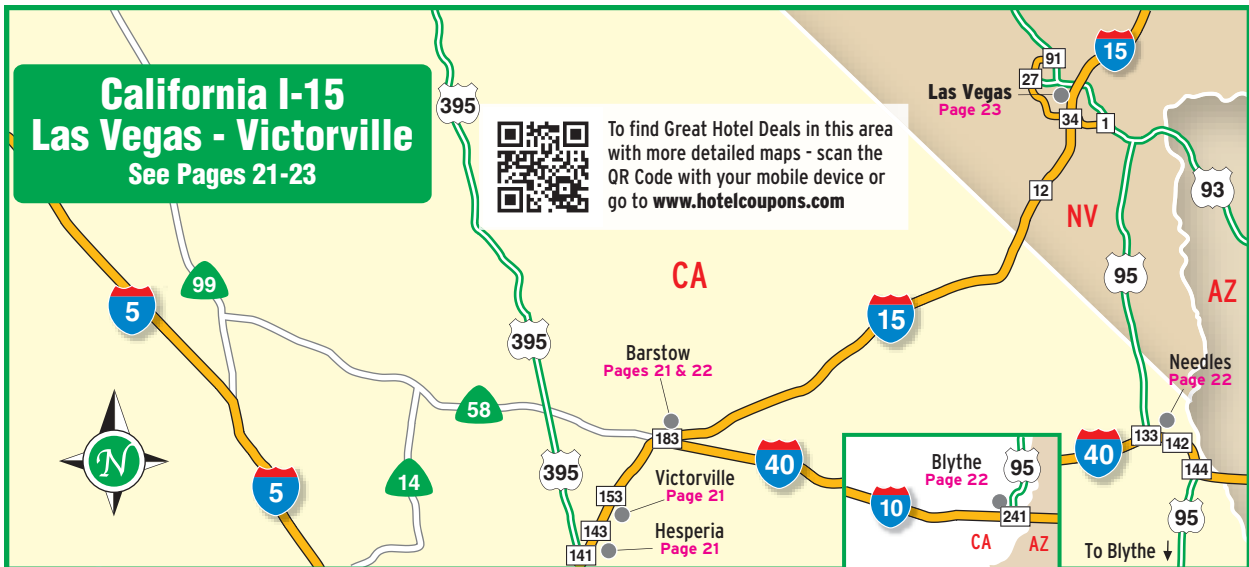 California I-15
Las Vegas - Victorville
See Pages 21-23
To find Great Hotel Deals in this area
with more detailed maps - scan the
QR Code with your mobile device or
go to www.hotelcoupons.com
395
15
91
27
Las Vegas
Page 23
34
1
12
93
NV
95
AZ
CA
99
5
395
15
Barstow
Pages 21 & 22
Needles
Page 22
58
183
133
142
144
40
40
395
14
5
N
153
Victorville
Page 21
143
Hesperia
Page 21
141
Blythe
Page 22
95
10
241
CA
AZ
95
To Blythe